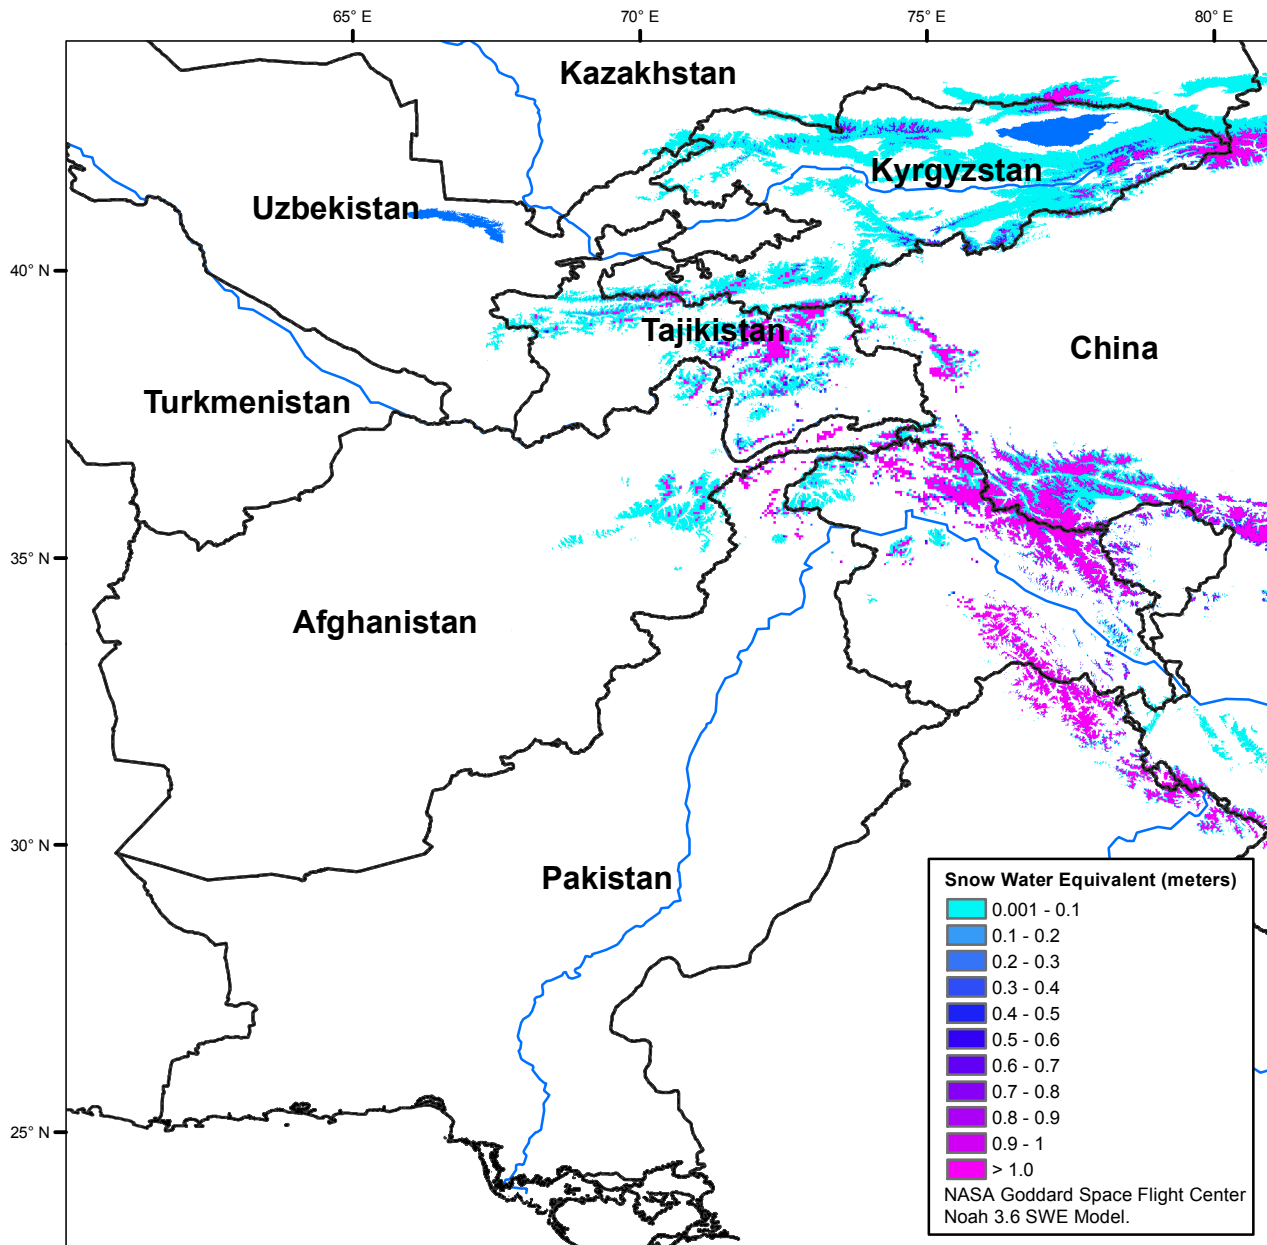 65° E
70° E
75° E
80° E
Kazakhstan
Kyrgyzstan
Uzbekistan
40° N
Tajikistan
China
Turkmenistan
35° N
Afghanistan
30° N
Pakistan
25° N
Snow Water Equivalent (meters)
0.001 - 0.1
0.1 - 0.2
0.2 - 0.3
0.3 - 0.4
0.4 - 0.5
0.5 - 0.6
0.6 - 0.7
0.7 - 0.8
0.8 - 0.9
0.9 - 1
> 1.0
NASA Goddard Space Flight Center
Noah 3.6 SWE Model.